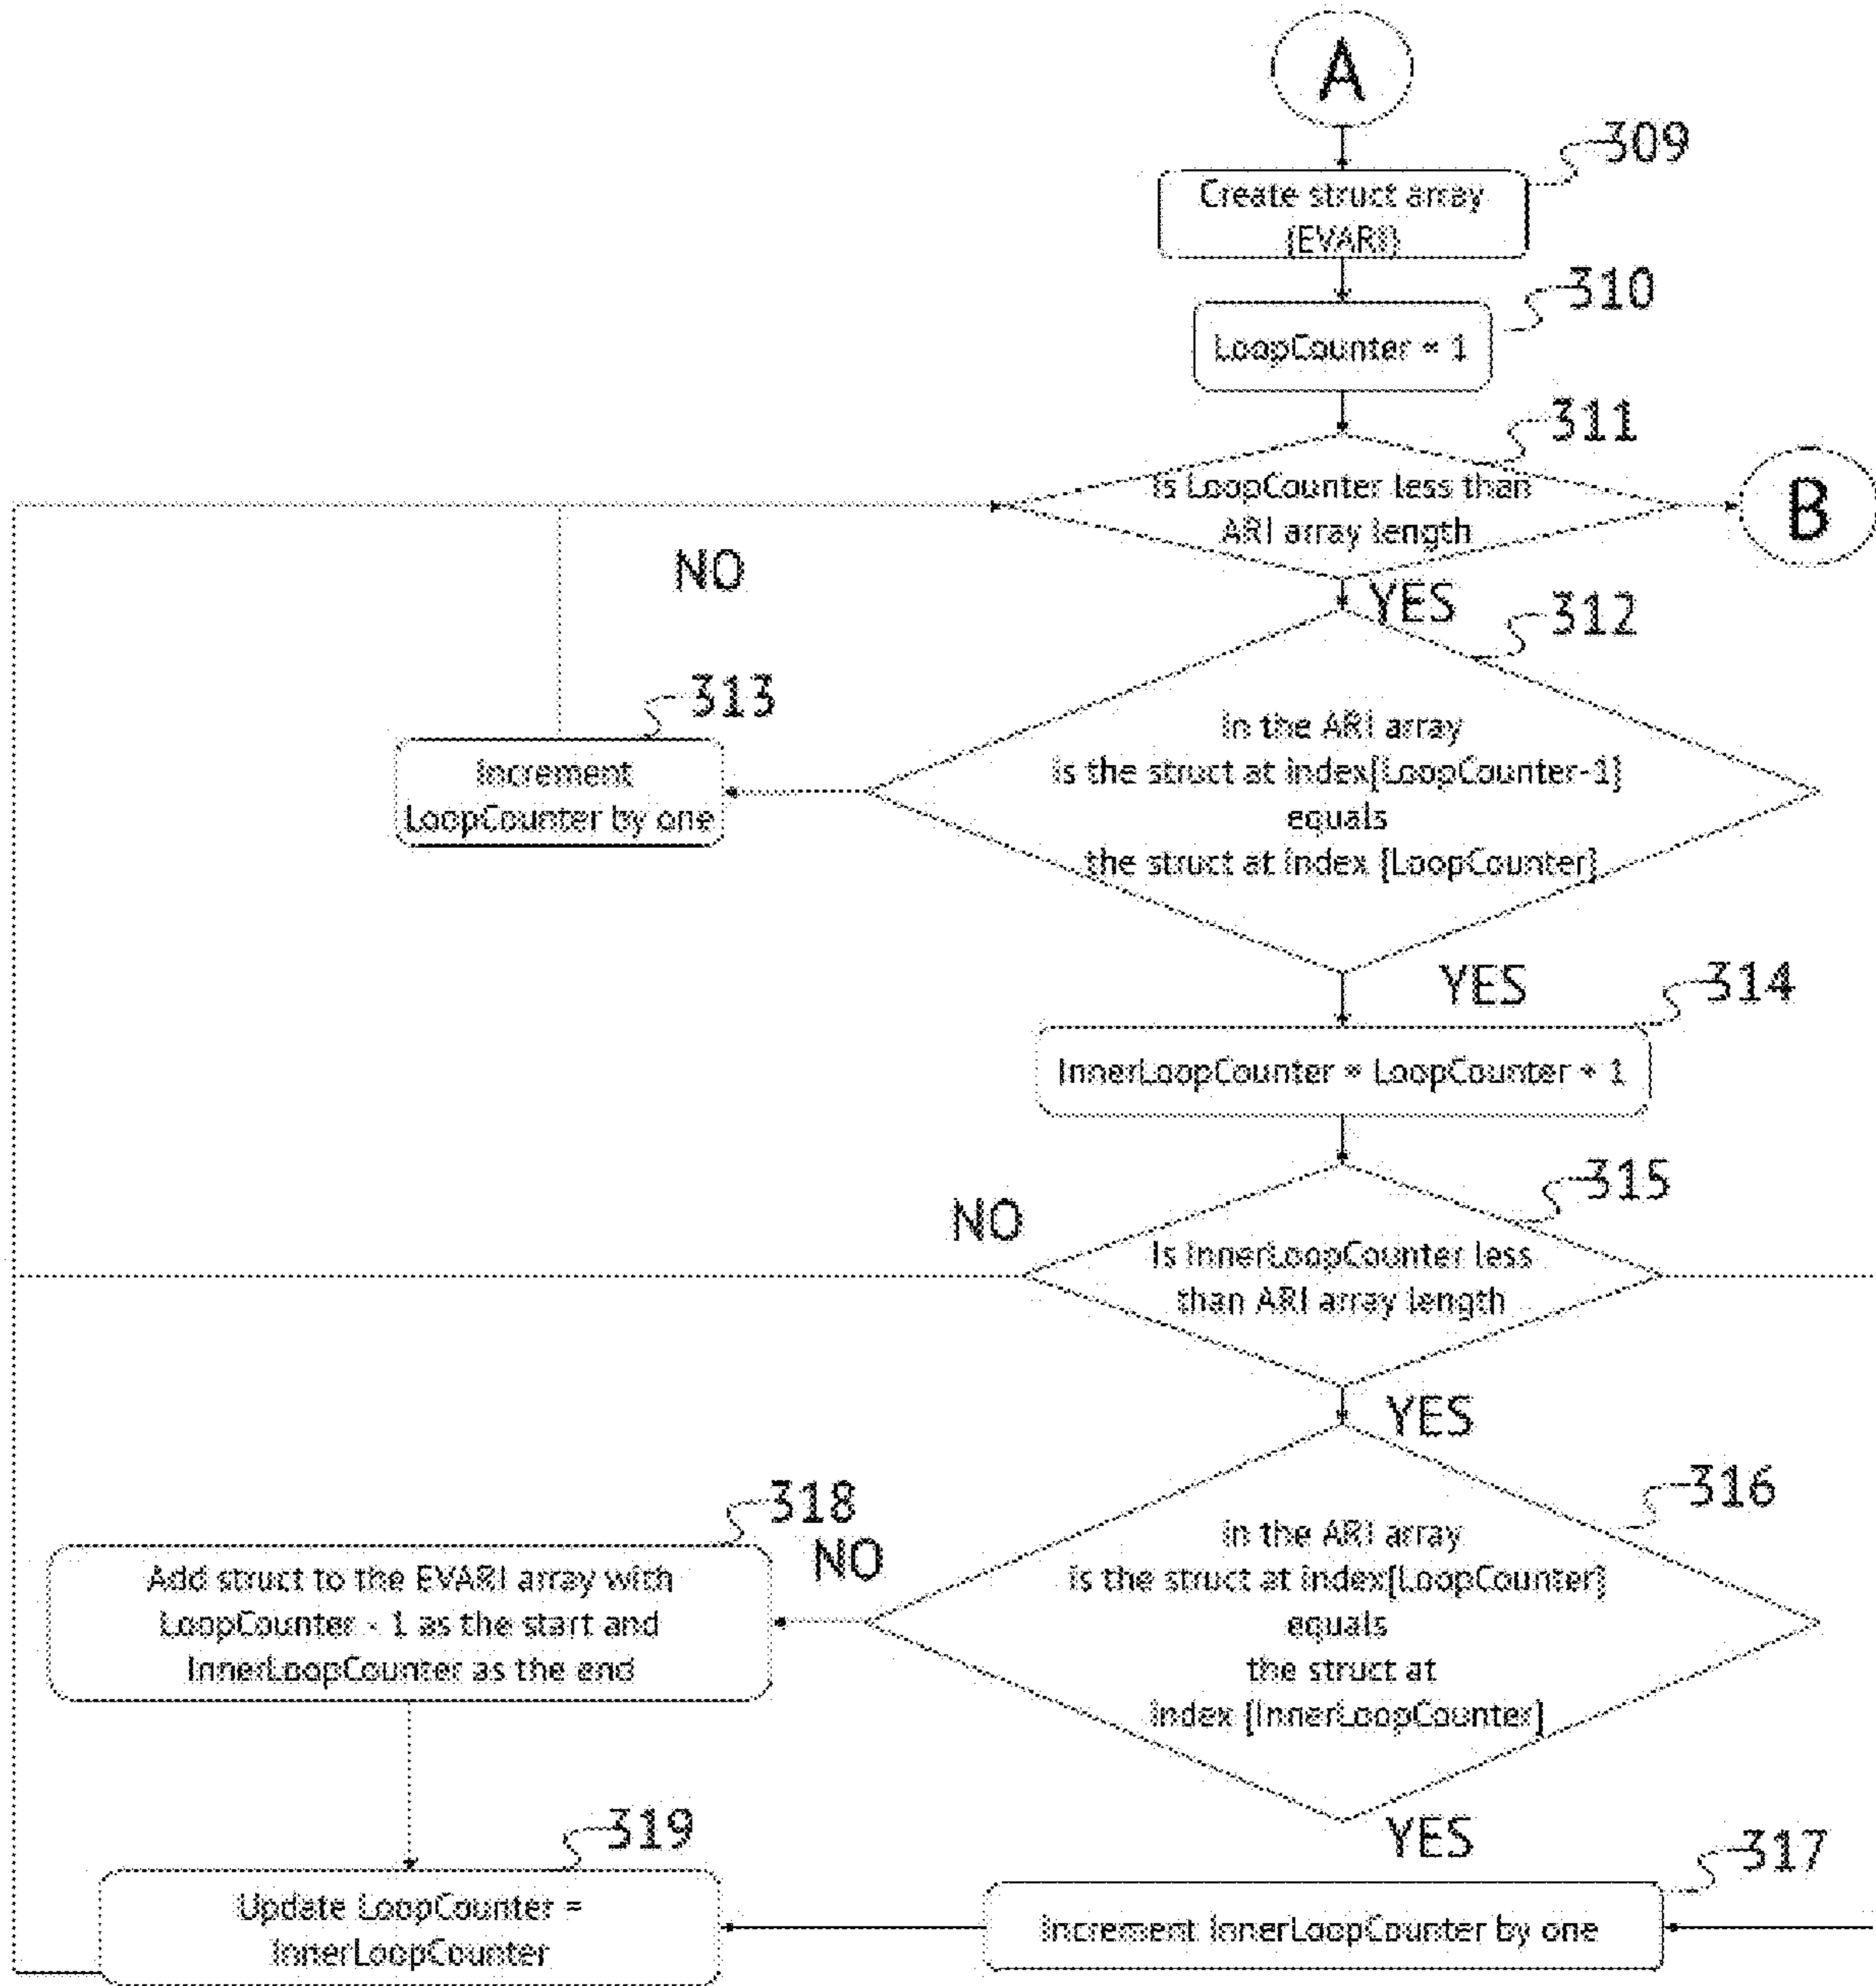 A
309
Create struct array
(EVARI)
310
LoopCounter = 1
311
Is LoopCounter less than
ARI array length
B
NO
YES
312
In the ARI array
is the struct at index[LoopCounter-1]
equals
the struct at index [LoopCounter]
313
Increment
LoopCounter by one
YES
314
InnerLoopCounter = LoopCounter + 1
315
NO
Is InnerLoopCounter less
than ARI array length
YES
316
In the ARI array
is the struct at index[LoopCounter]
equals
the struct at
index [InnerLoopCounter]
318
NO
Add struct to the EVARI array with
LoopCounter - 1 as the start and
InnerLoopCounter as the end
YES
317
319
Update LoopCounter =
InnerLoopCounter
Increment InnerLoopCounter by one